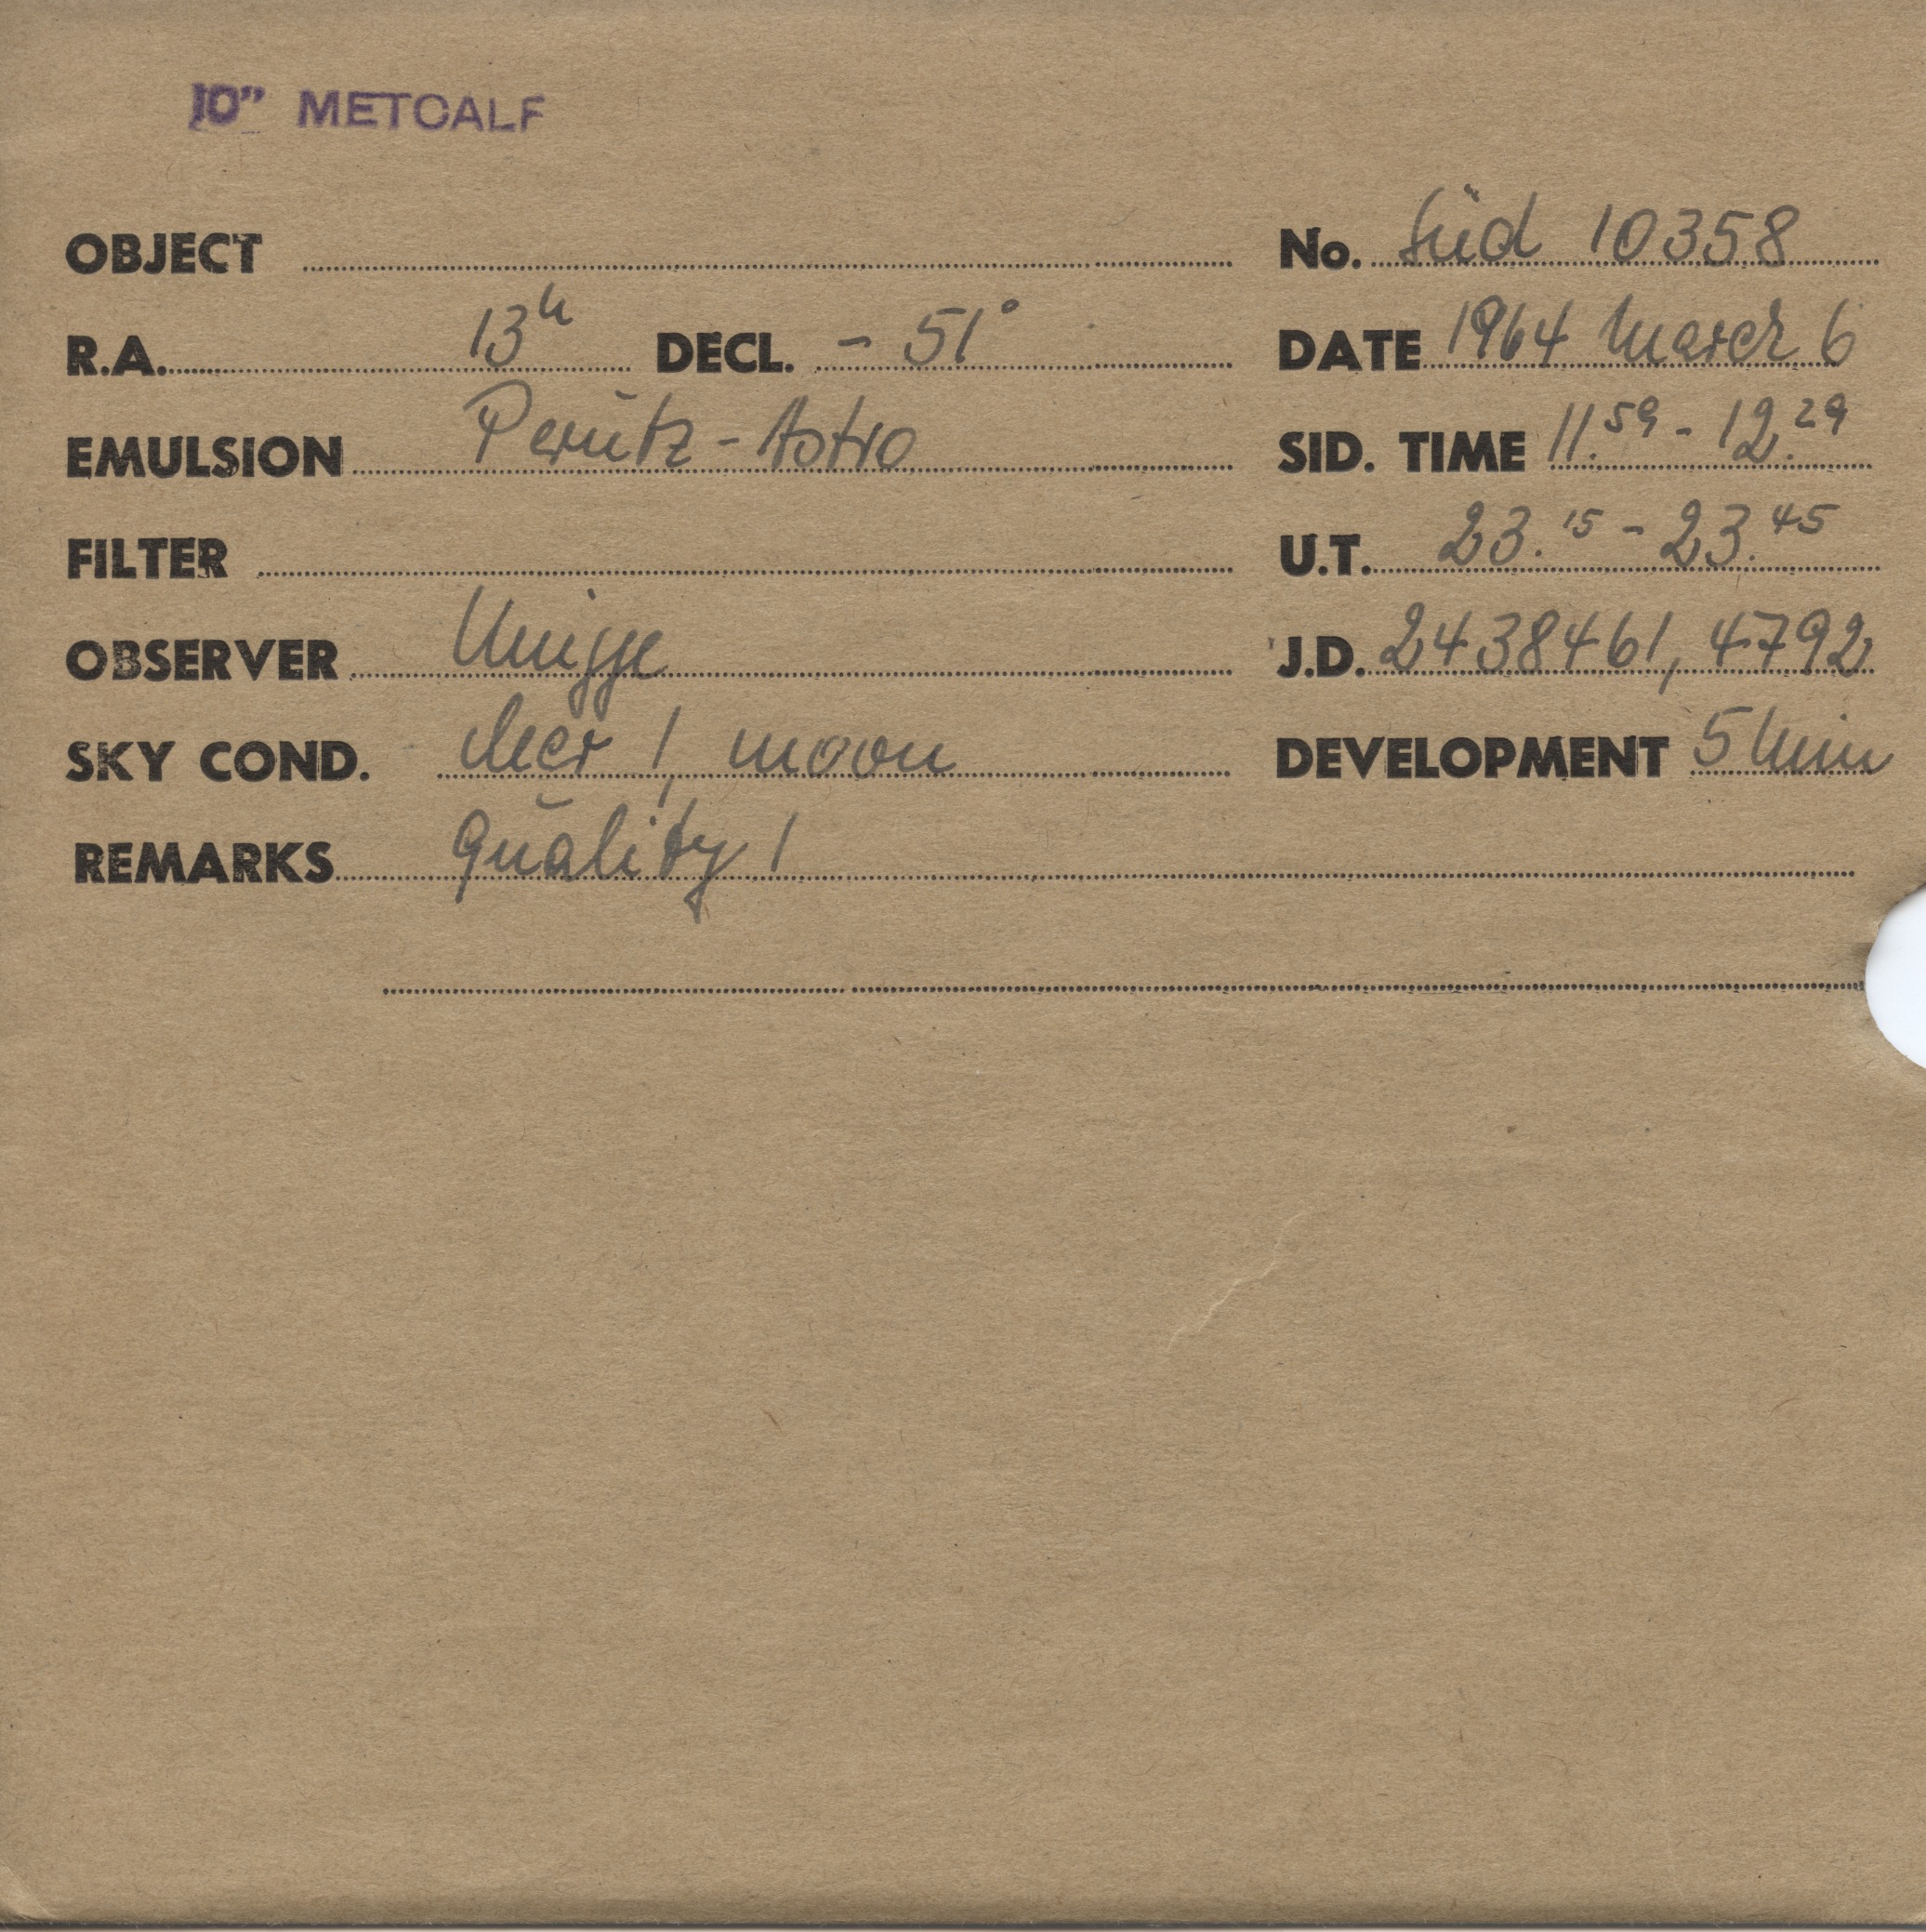 10" METCALF
OBJECT No. Süd 10358
R.A. 13h DECL. - 51° DATE 1964 March 6
EMULSION Perutz - Astro SID. TIME 11.59 - 12.29
FILTER U.T. 23.15 - 23.45
OBSERVER J.D. 2438461,4792
SKY COND. clear 1, moon DEVELOPMENT 5 min
REMARKS Quality 1